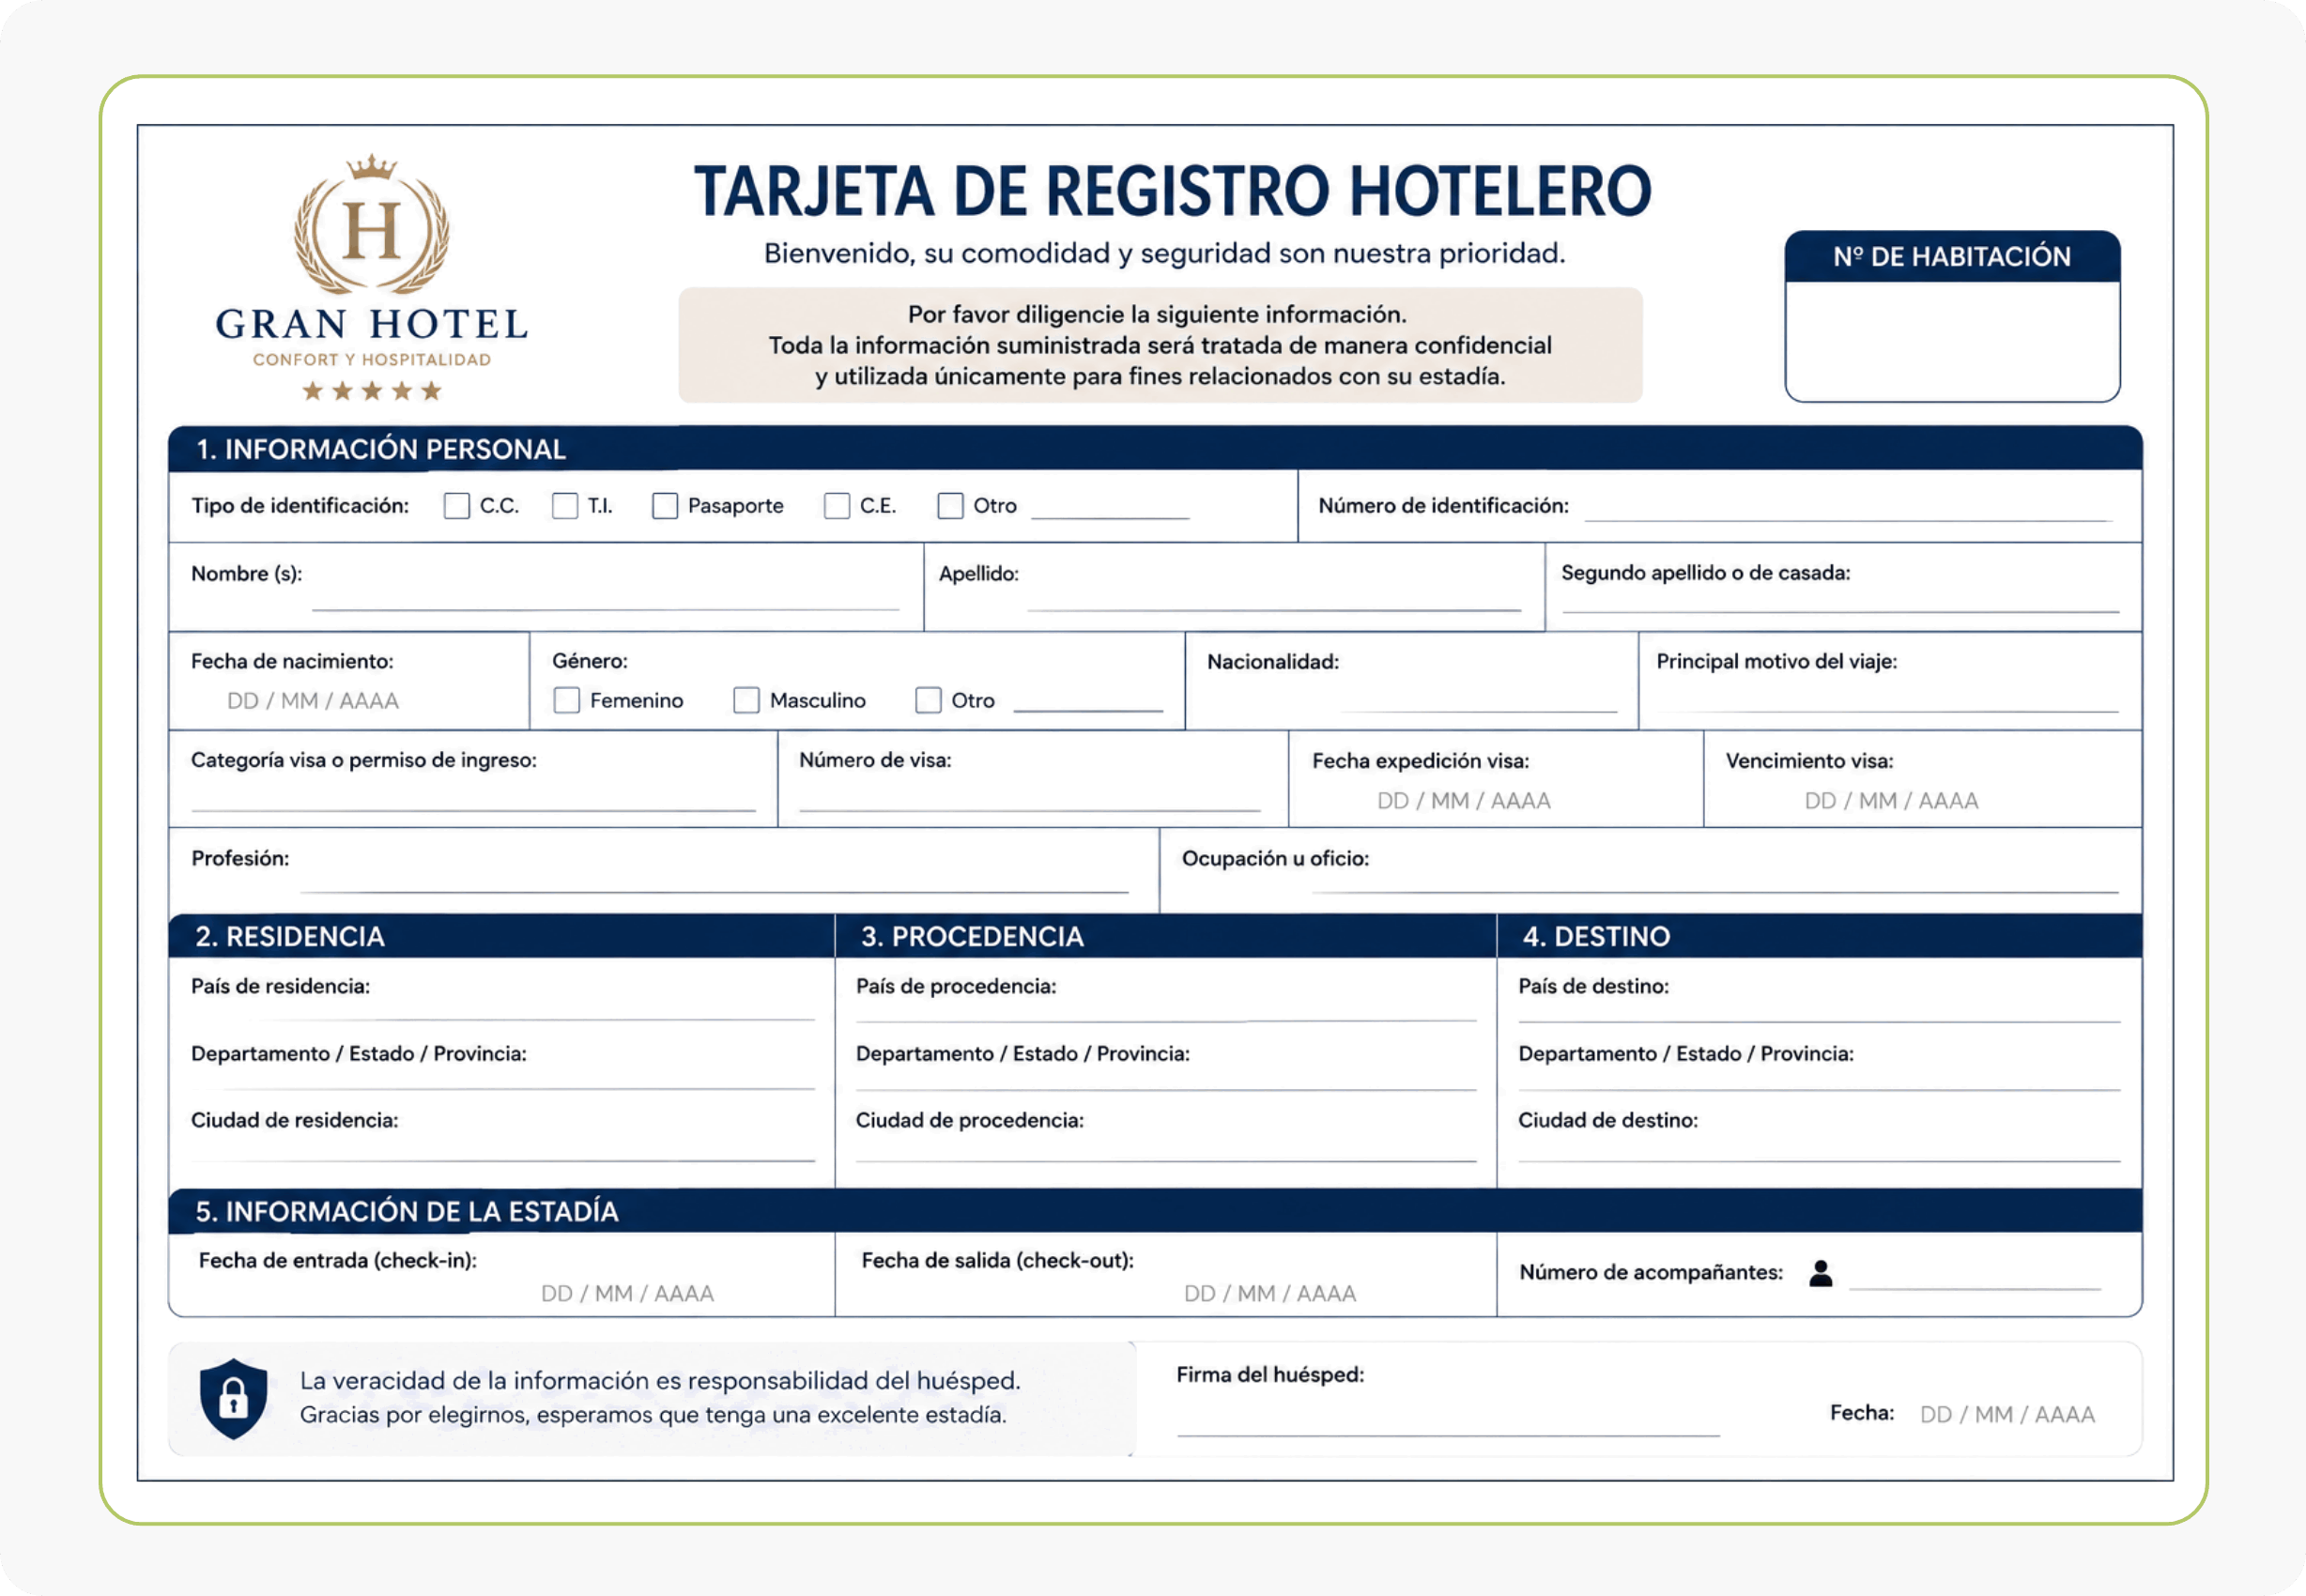 H
GRAN HOTEL
CONFORT Y HOSPITALIDAD
TARJETA DE REGISTRO HOTELERO
Bienvenido, su comodidad y seguridad son nuestra prioridad.
Por favor diligencie la siguiente información.
Toda la información suministrada será tratada de manera confidencial
y utilizada únicamente para fines relacionados con su estadía.
Nº DE HABITACIÓN
1. INFORMACIÓN PERSONAL
Tipo de identificación: C.C. T.I. Pasaporte C.E. Otro
Número de identificación:
Nombre (s):
Apellido:
Segundo apellido o de casada:
Fecha de nacimiento:
DD / MM / AAAA
Género:
Femenino Masculino Otro
Nacionalidad:
Principal motivo del viaje:
Categoría visa o permiso de ingreso:
Número de visa:
Fecha expedición visa:
DD / MM / AAAA
Vencimiento visa:
DD / MM / AAAA
Profesión:
Ocupación u oficio:
2. RESIDENCIA
País de residencia:
Departamento / Estado / Provincia:
Ciudad de residencia:
3. PROCEDENCIA
País de procedencia:
Departamento / Estado / Provincia:
Ciudad de procedencia:
4. DESTINO
País de destino:
Departamento / Estado / Provincia:
Ciudad de destino:
5. INFORMACIÓN DE LA ESTADÍA
Fecha de entrada (check-in):
DD / MM / AAAA
Fecha de salida (check-out):
DD / MM / AAAA
Número de acompañantes:
La veracidad de la información es responsabilidad del huésped.
Gracias por elegirnos, esperamos que tenga una excelente estadía.
Firma del huésped:
Fecha: DD / MM / AAAA